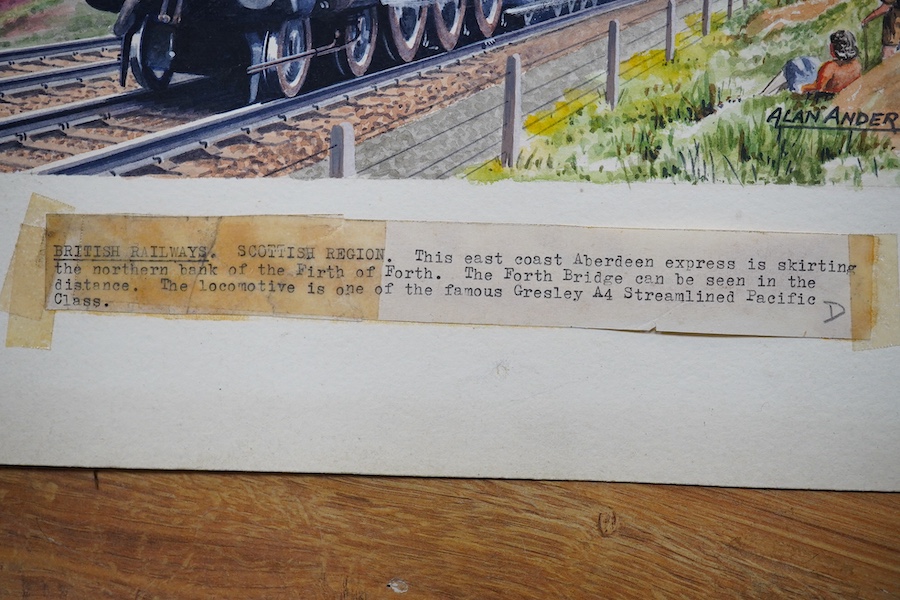 ALAN ANDER
BRITISH RAILWAYS. SCOTTISH REGION. This east coast Aberdeen express is skirting
the northern bank of the Firth of Forth. The Forth Bridge can be seen in the
distance. The locomotive is one of the famous Gresley A4 Streamlined Pacific
Class.
D